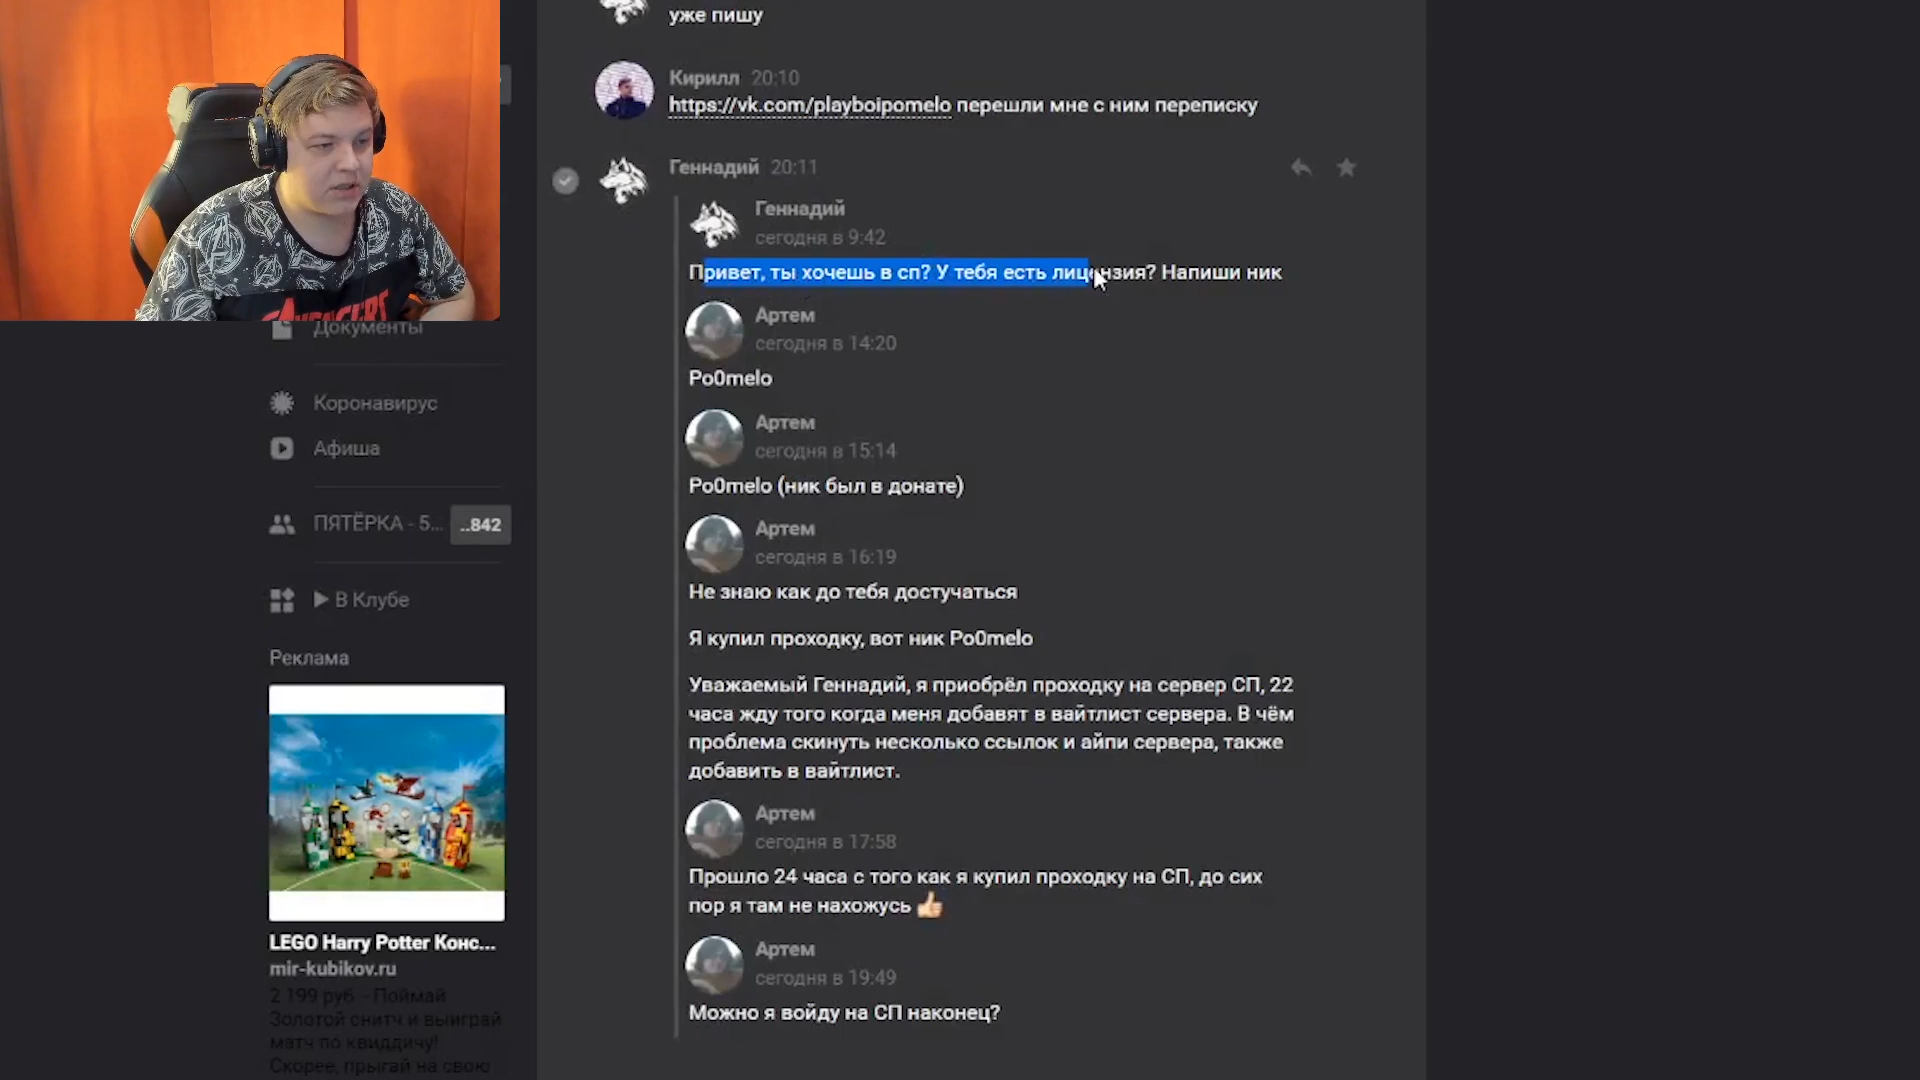 уже пишу
Кирилл 20:10
https://vk.com/playboipomelo перешли мне с ним переписку
Геннадий 20:11
Геннадий
сегодня в 9:42
Привет, ты хочешь в сп? У тебя есть лицензия? Напиши ник
Артем
сегодня в 14:20
Po0melo
Артем
сегодня в 15:14
Po0melo (ник был в донате)
Артем
сегодня в 16:19
Не знаю как до тебя достучаться
Я купил проходку, вот ник Po0melo
Уважаемый Геннадий, я приобрёл проходку на сервер СП, 22
часа жду того когда меня добавят в вайтлист сервера. В чём
проблема скинуть несколько ссылок и айпи сервера, также
добавить в вайтлист.
Артем
сегодня в 17:58
Прошло 24 часа с того как я купил проходку на СП, до сих
пор я там не нахожусь 👍🏻
Артем
сегодня в 19:49
Можно я войду на СП наконец?
Документы
Коронавирус
Афиша
ПЯТЁРКА - 5... ..842
▶ В Клубе
Реклама
LEGO Harry Potter Конс...
mir-kubikov.ru
2 199 руб. - Поймай
Золотой снитч и выиграй
матч по квиддичу!
Скорее, прыгай на свою